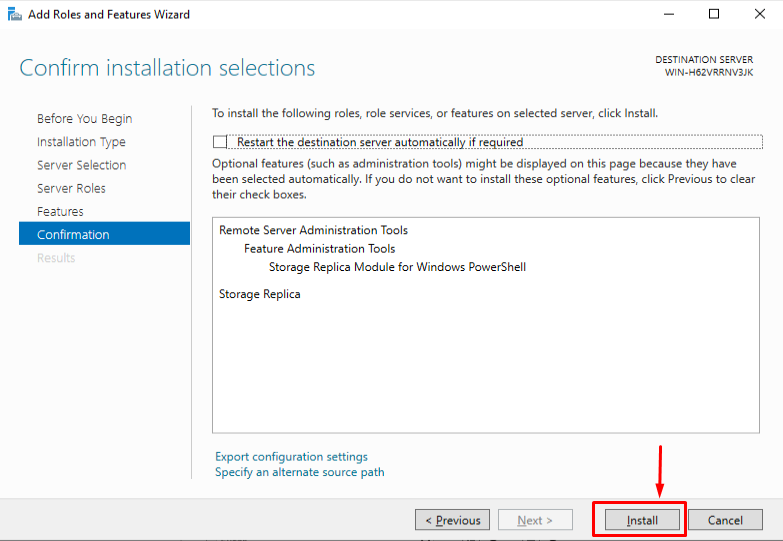 Add Roles and Features Wizard
Confirm installation selections
DESTINATION SERVER
WIN-H62VRRNV3JK
Before You Begin
Installation Type
Server Selection
Server Roles
Features
Confirmation
Results
To install the following roles, role services, or features on selected server, click Install.
Restart the destination server automatically if required
Optional features (such as administration tools) might be displayed on this page because they have
been selected automatically. If you do not want to install these optional features, click Previous to clear
their check boxes.
Remote Server Administration Tools
Feature Administration Tools
Storage Replica Module for Windows PowerShell
Storage Replica
Export configuration settings
Specify an alternate source path
< Previous
Next >
Install
Cancel